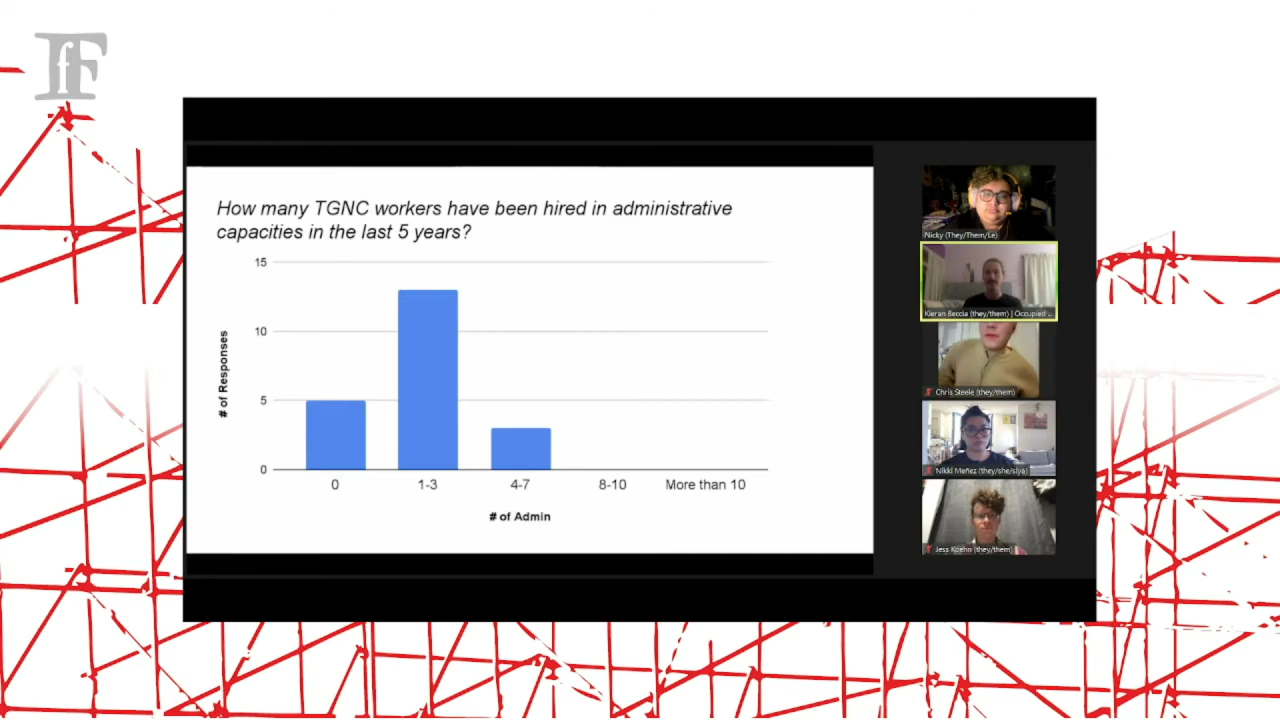 fF
How many TGNC workers have been hired in administrative
capacities in the last 5 years?
15
10
5
0
# of Responses
0 1-3 4-7 8-10 More than 10
# of Admin
Nicky (They/Them/Le)
Kieran Beccia (they/them) | Occupied ...
Chris Steele (they/them)
Nikki Meñez (they/she/siya)
Jess Koehn (they/them)